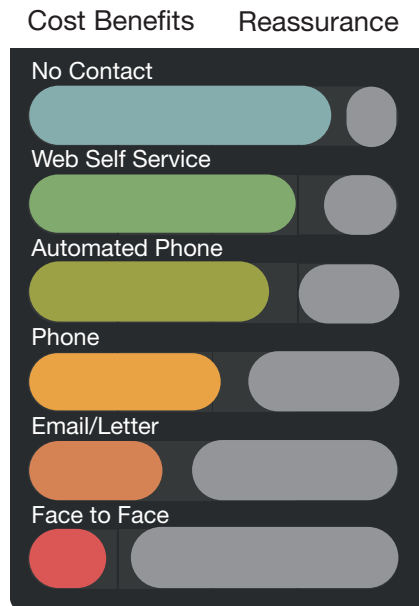 Cost Benefits Reassurance
No Contact
Web Self Service
Automated Phone
Phone
Email/Letter
Face to Face